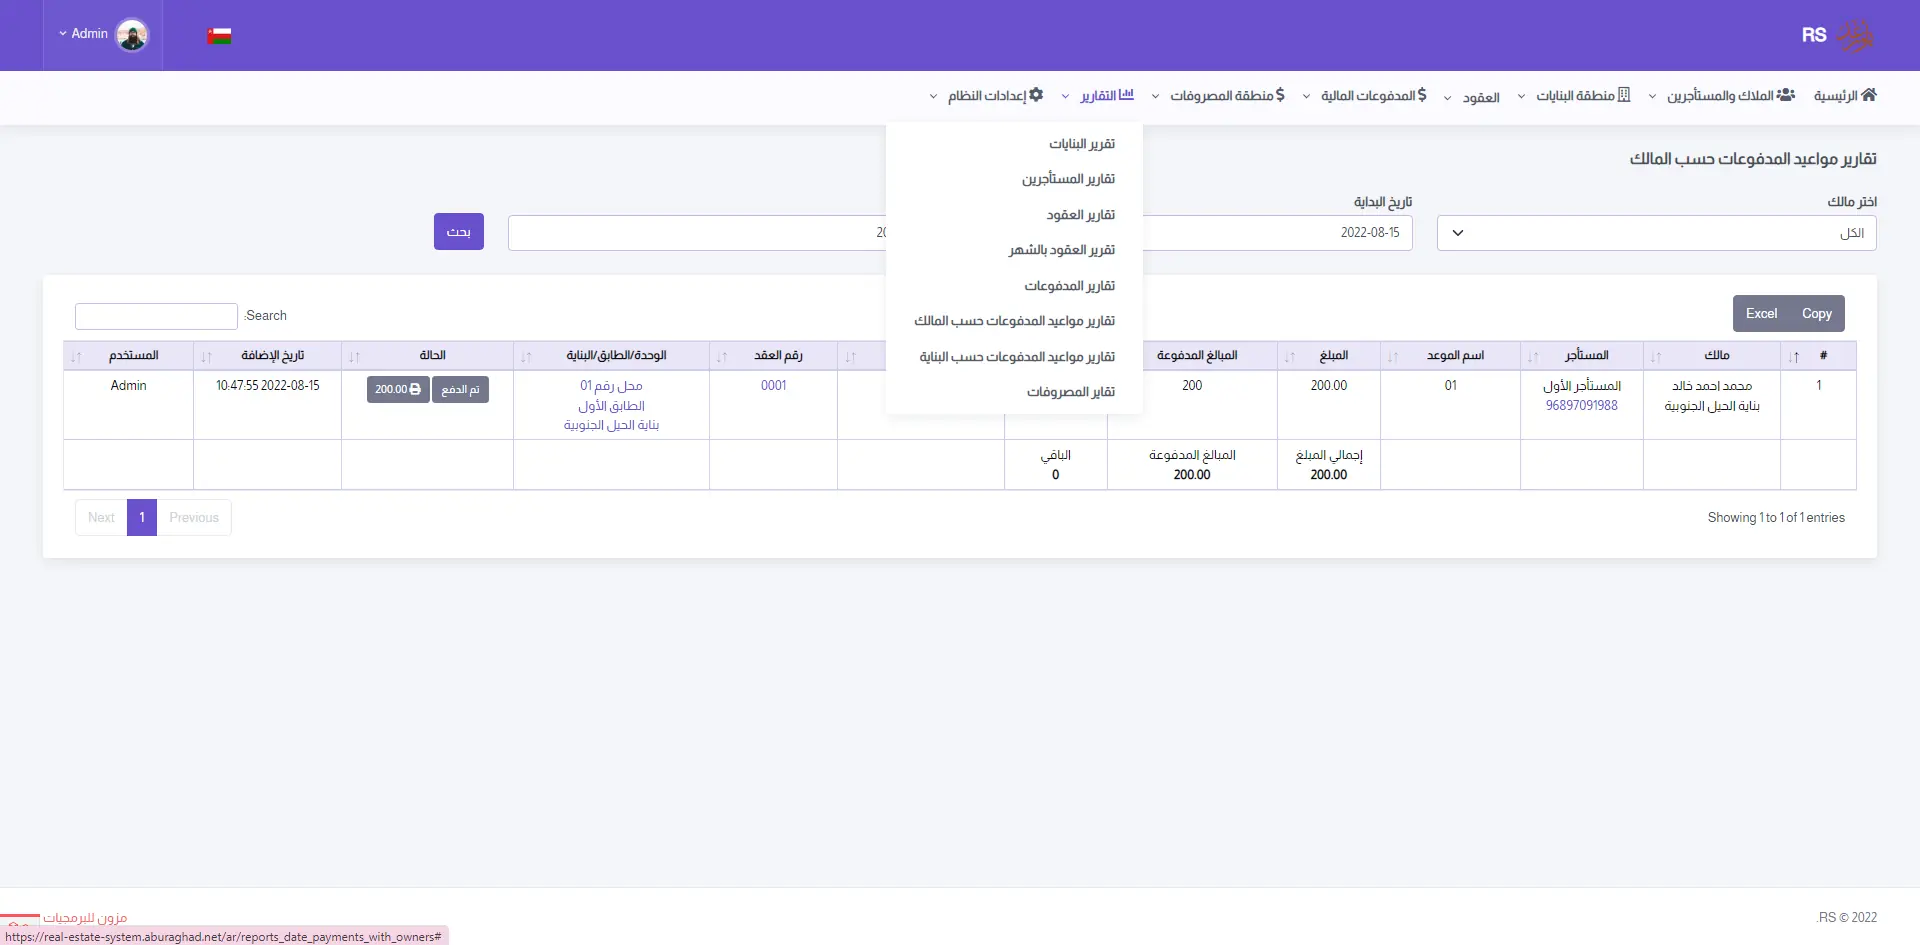 RS
Admin
الرئيسية
الملاك والمستأجرين
منطقة البنايات
العقود
المدفوعات المالية
منطقة المصروفات
التقارير
إعدادات النظام
تقرير البنايات
تقارير المستأجرين
تقارير العقود
تقرير العقود بالشهر
تقارير المدفوعات
تقارير مواعيد المدفوعات حسب المالك
تقارير مواعيد المدفوعات حسب البناية
تقاير المصروفات
تقارير مواعيد المدفوعات حسب المالك
اختر مالك
تاريخ البداية
الكل
2022-08-15
20
بحث
Copy
Excel
Search:
# مالك المستأجر اسم الموعد المبلغ المبالغ المدفوعة رقم العقد الوحدة/الطابق/البناية الحالة تاريخ الإضافة المستخدم
1
محمد احمد خالد
بناية الحيل الجنوبية
المستأجر الأول
96897091988
01
200.00
200
0001
محل رقم 01
الطابق الأول
بناية الحيل الجنوبية
تم الدفع
200.00
2022-08-15 10:47:55
Admin
إجمالي المبلغ
200.00
المبالغ المدفوعة
200.00
الباقي
0
Showing 1 to 1 of 1 entries
Previous
1
Next
2022 © RS.
مزون للبرمجيات
https://real-estate-system.aburaghad.net/ar/reports_date_payments_with_owners#